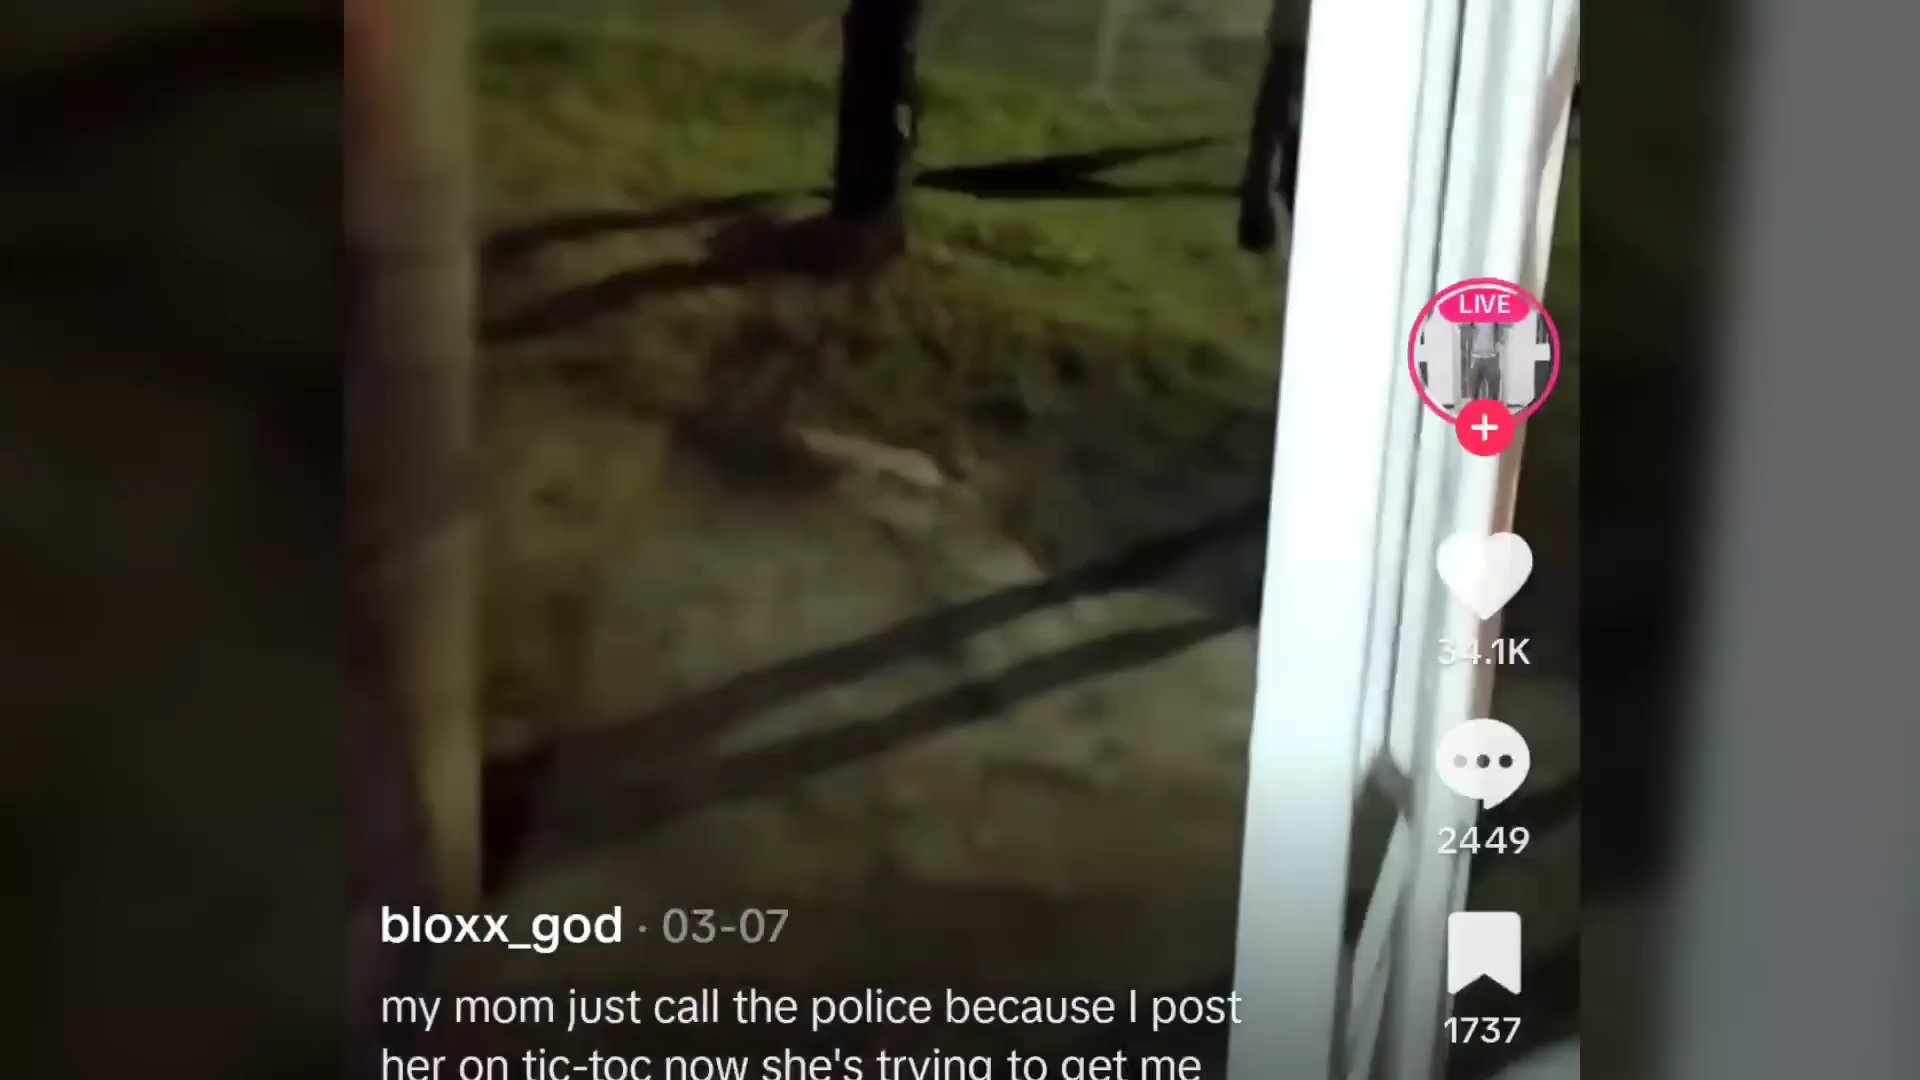 LIVE
34.1K
2449
1737
bloxx_god · 03-07
my mom just call the police because I post
her on tic-toc now she's trying to get me